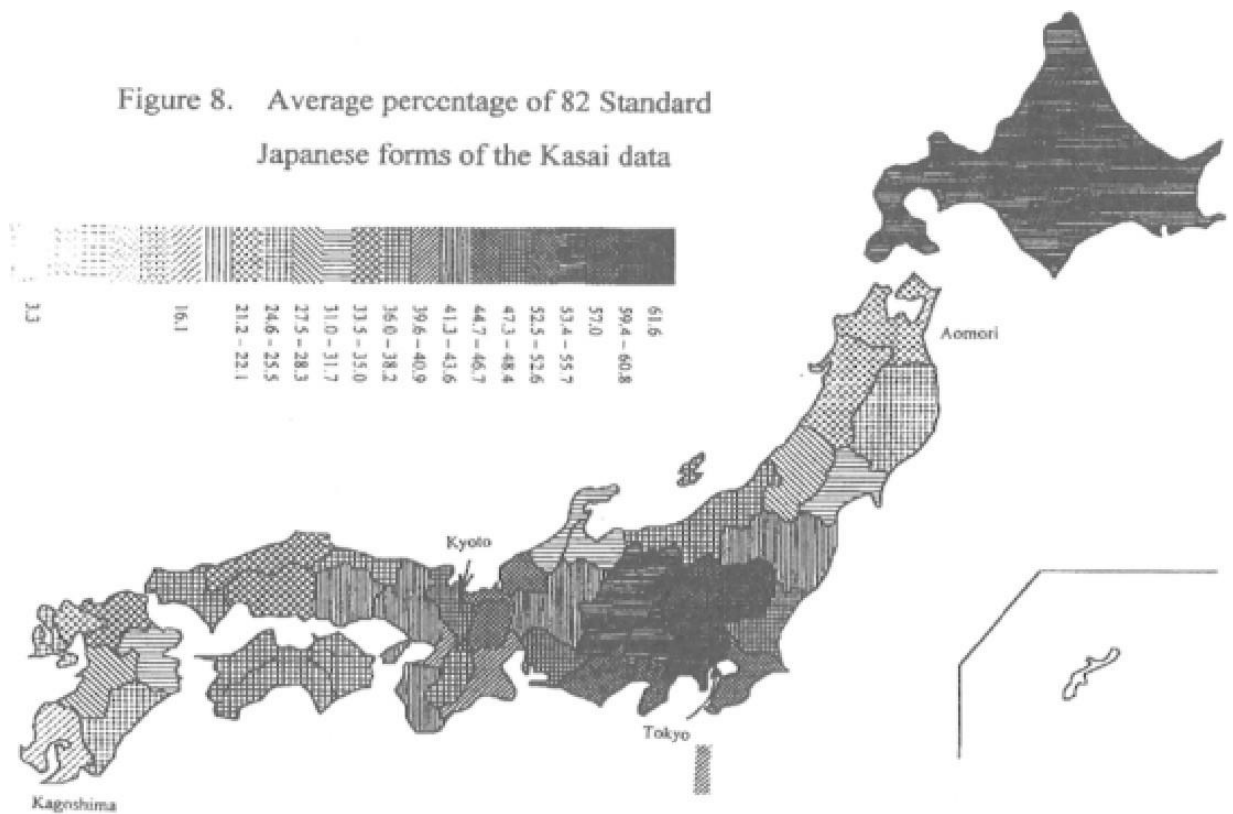 Figure 8. Average percentage of 82 Standard
Japanese forms of the Kasai data
3.3
16.1
21.2 – 22.1
24.6 – 25.5
27.5 – 28.3
31.0 – 31.7
33.5 – 35.0
36.0 – 38.2
39.6 – 40.9
41.3 – 43.6
44.7 – 46.7
47.3 – 48.4
52.5 – 52.6
53.4 – 55.7
57.0
59.4 – 60.8
61.6
Aomori
Kyoto
Tokyo
Kagoshima